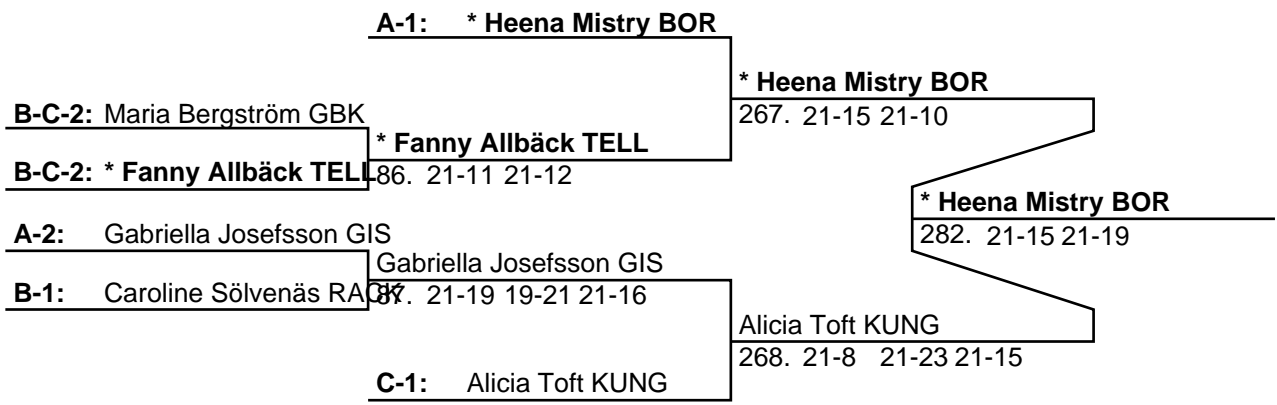 A-1: * Heena Mistry BOR
* Heena Mistry BOR
267. 21-15 21-10
B-C-2: Maria Bergström GBK
* Fanny Allbäck TELL
B-C-2: * Fanny Allbäck TELL
86. 21-11 21-12
* Heena Mistry BOR
282. 21-15 21-19
A-2: Gabriella Josefsson GIS
Gabriella Josefsson GIS
B-1: Caroline Sölvenäs RACK
87. 21-19 19-21 21-16
Alicia Toft KUNG
268. 21-8 21-23 21-15
C-1: Alicia Toft KUNG